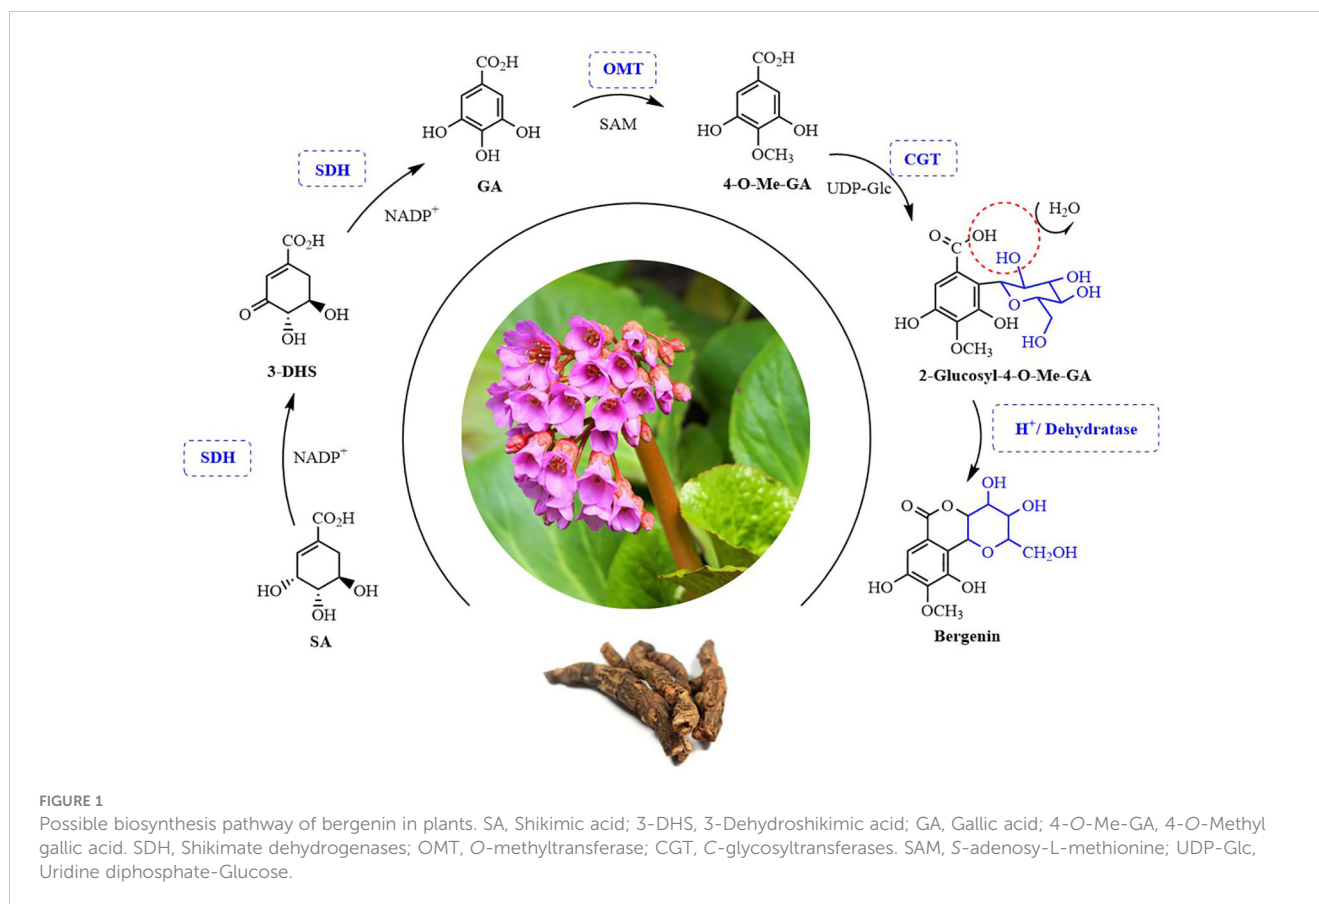 CO₂H
HO
OH
OH
GA
OMT
SAM
CO₂H
HO
OH
OCH₃
4-O-Me-GA
CGT
UDP-Glc
H₂O
O
OH
C
HO
OH
OH
O
HO
OH
HO
OCH₃
2-Glucosyl-4-O-Me-GA
H⁺/ Dehydratase
OH
O
O
OH
O
CH₂OH
HO
OH
OCH₃
Bergenin
SDH
NADP⁺
CO₂H
O
OH
OH
3-DHS
SDH
NADP⁺
CO₂H
HO
OH
OH
SA
FIGURE 1
Possible biosynthesis pathway of bergenin in plants. SA, Shikimic acid; 3-DHS, 3-Dehydroshikimic acid; GA, Gallic acid; 4-O-Me-GA, 4-O-Methyl
gallic acid. SDH, Shikimate dehydrogenases; OMT, O-methyltransferase; CGT, C-glycosyltransferases. SAM, S-adenosy-L-methionine; UDP-Glc,
Uridine diphosphate-Glucose.